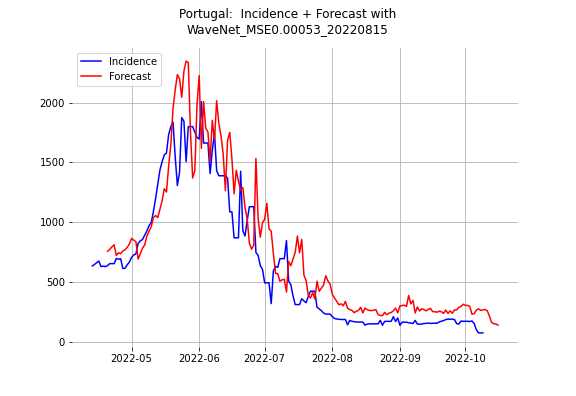 Portugal:  Incidence + Forecast with
WaveNet_MSE0.00053_20220815
Incidence
Forecast
2000
1500
1000
500
0
2022-05 2022-06 2022-07 2022-08 2022-09 2022-10